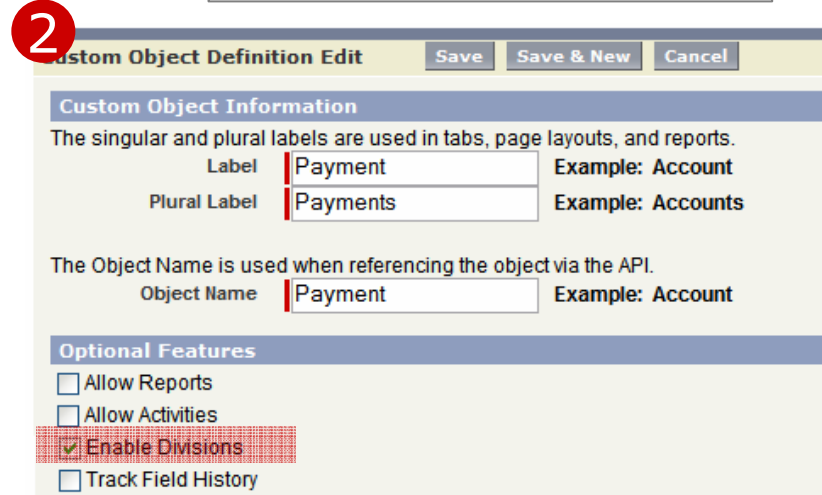 2
Custom Object Definition Edit Save Save & New Cancel
Custom Object Information
The singular and plural labels are used in tabs, page layouts, and reports.
Label Payment Example: Account
Plural Label Payments Example: Accounts
The Object Name is used when referencing the object via the API.
Object Name Payment Example: Account
Optional Features
Allow Reports
Allow Activities
Enable Divisions
Track Field History